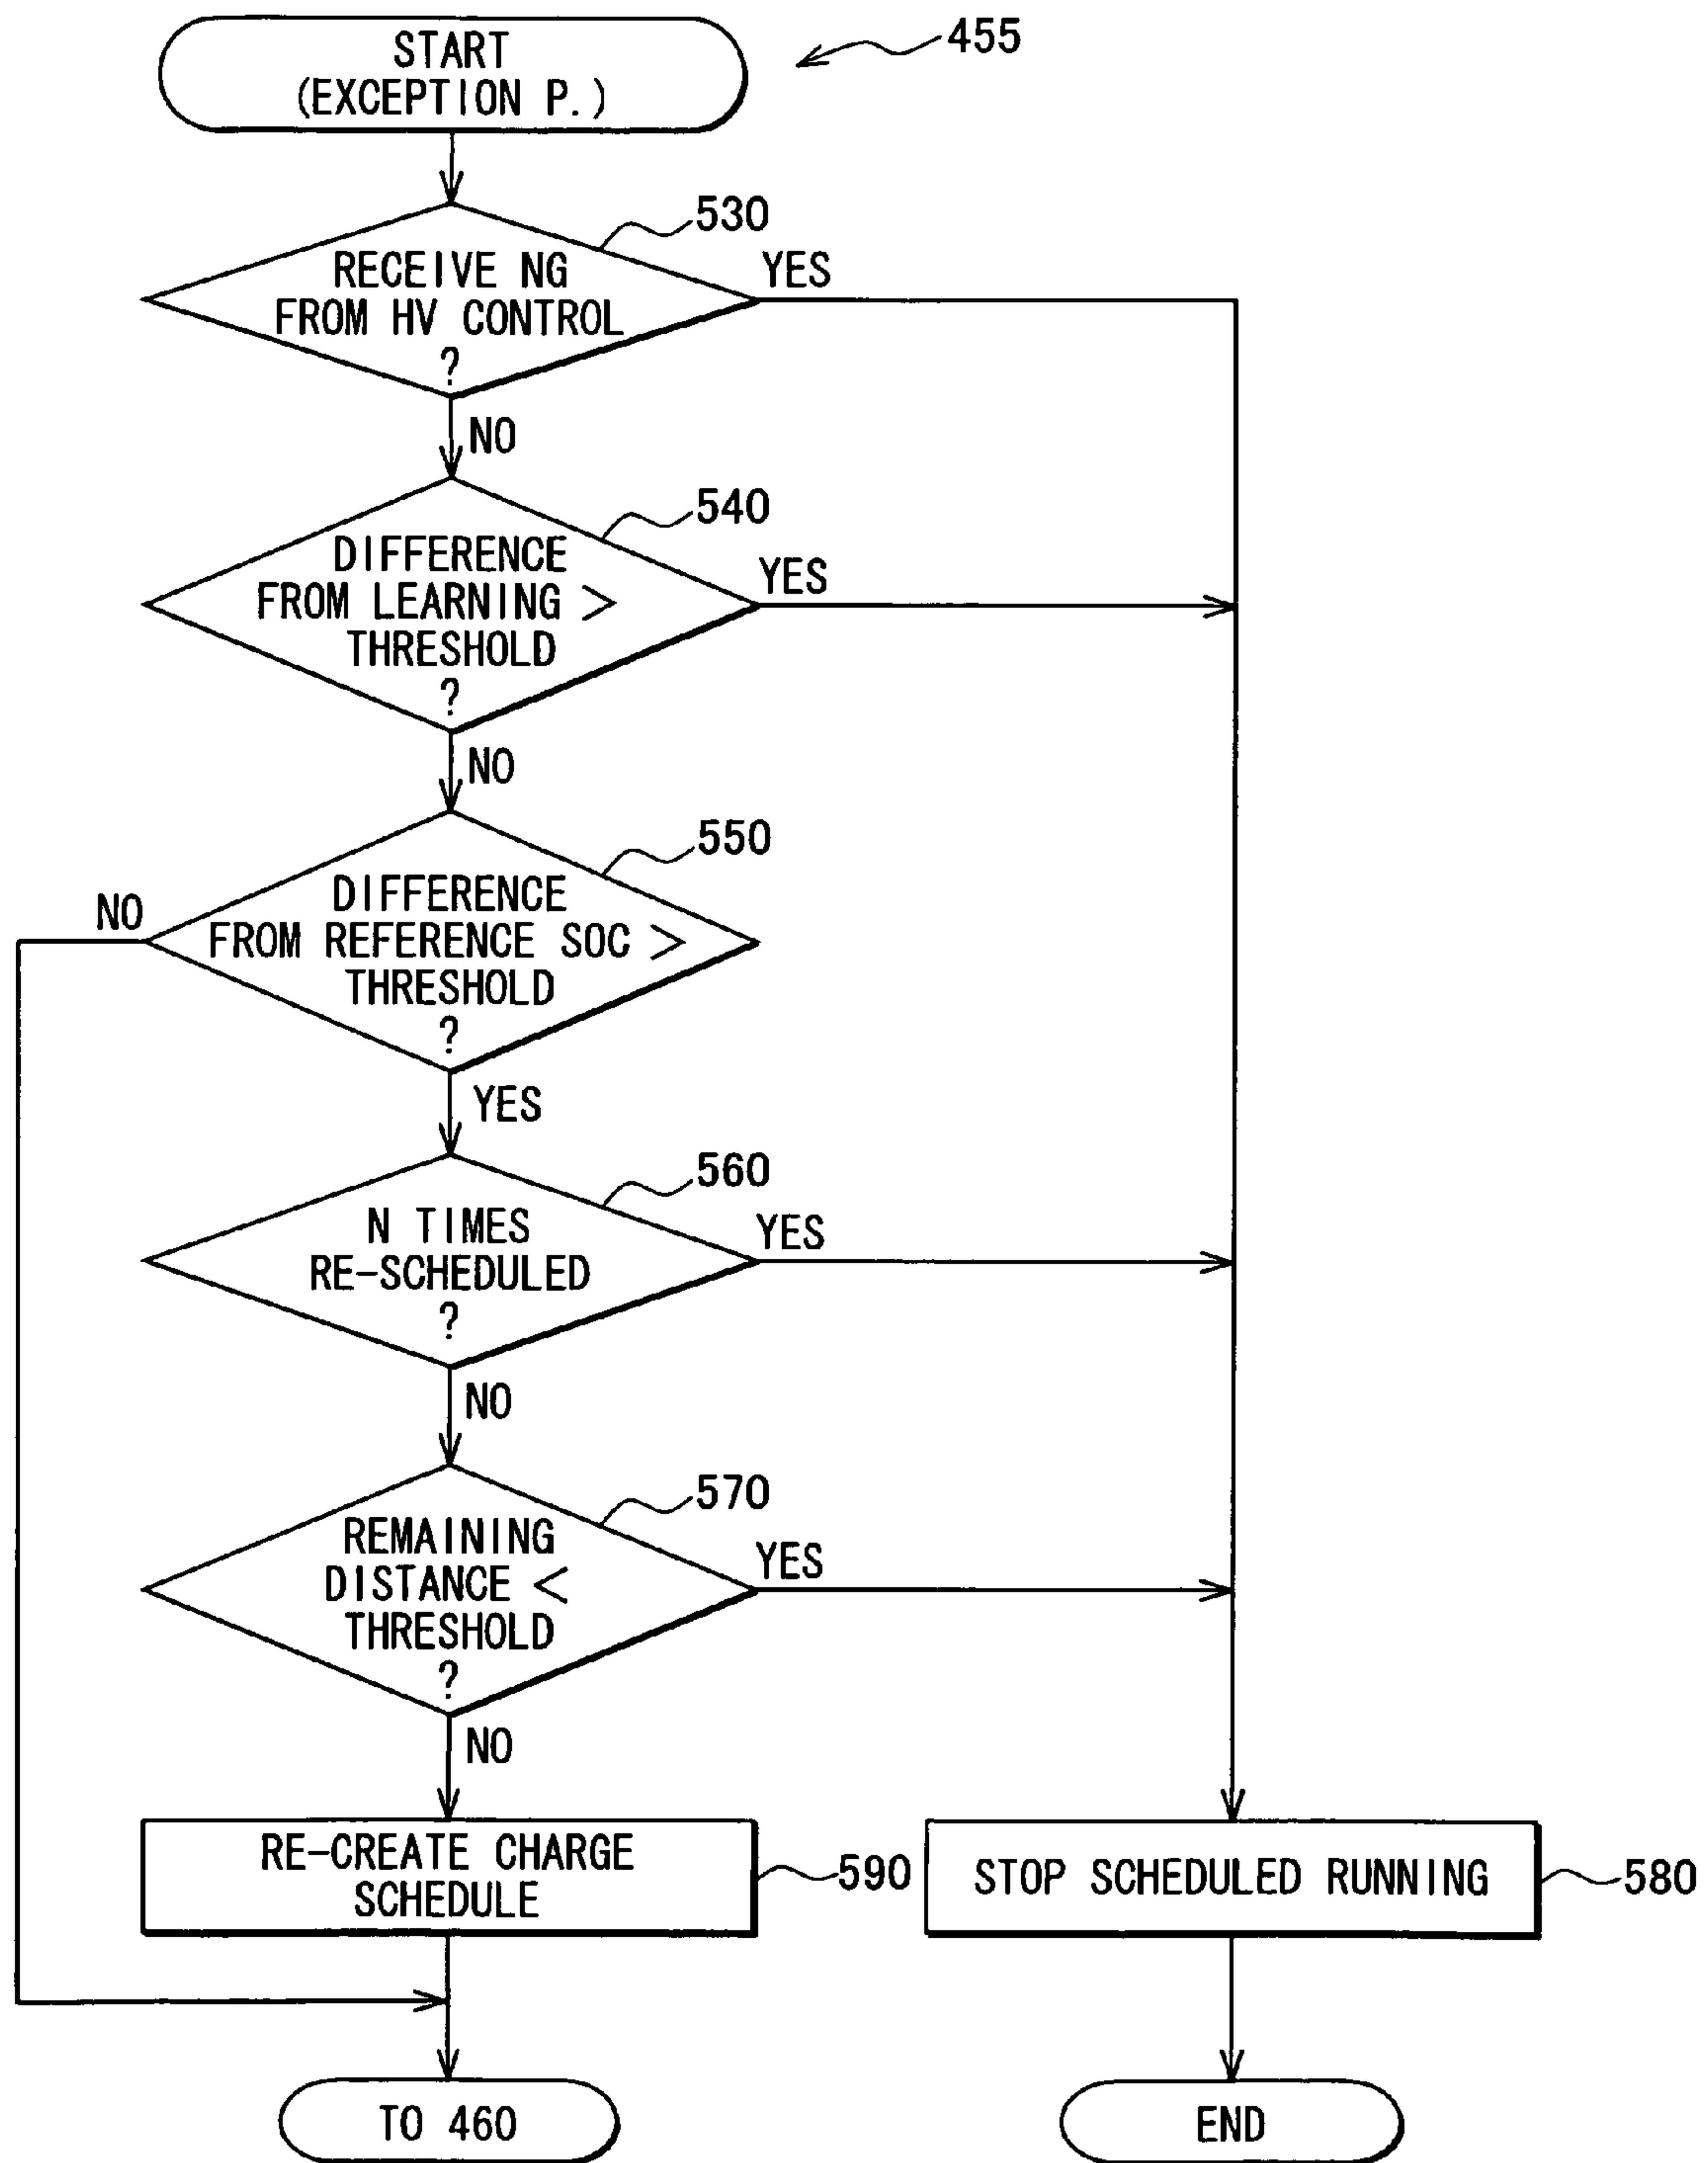 START
(EXCEPTION P.)
455
530
RECEIVE NG
FROM HV CONTROL
?
YES
NO
540
DIFFERENCE
FROM LEARNING >
THRESHOLD
?
YES
NO
550
DIFFERENCE
FROM REFERENCE SOC >
THRESHOLD
?
NO
YES
560
N TIMES
RE-SCHEDULED
?
YES
NO
570
REMAINING
DISTANCE <
THRESHOLD
?
YES
NO
RE-CREATE CHARGE
SCHEDULE
590
STOP SCHEDULED RUNNING
580
TO 460
END